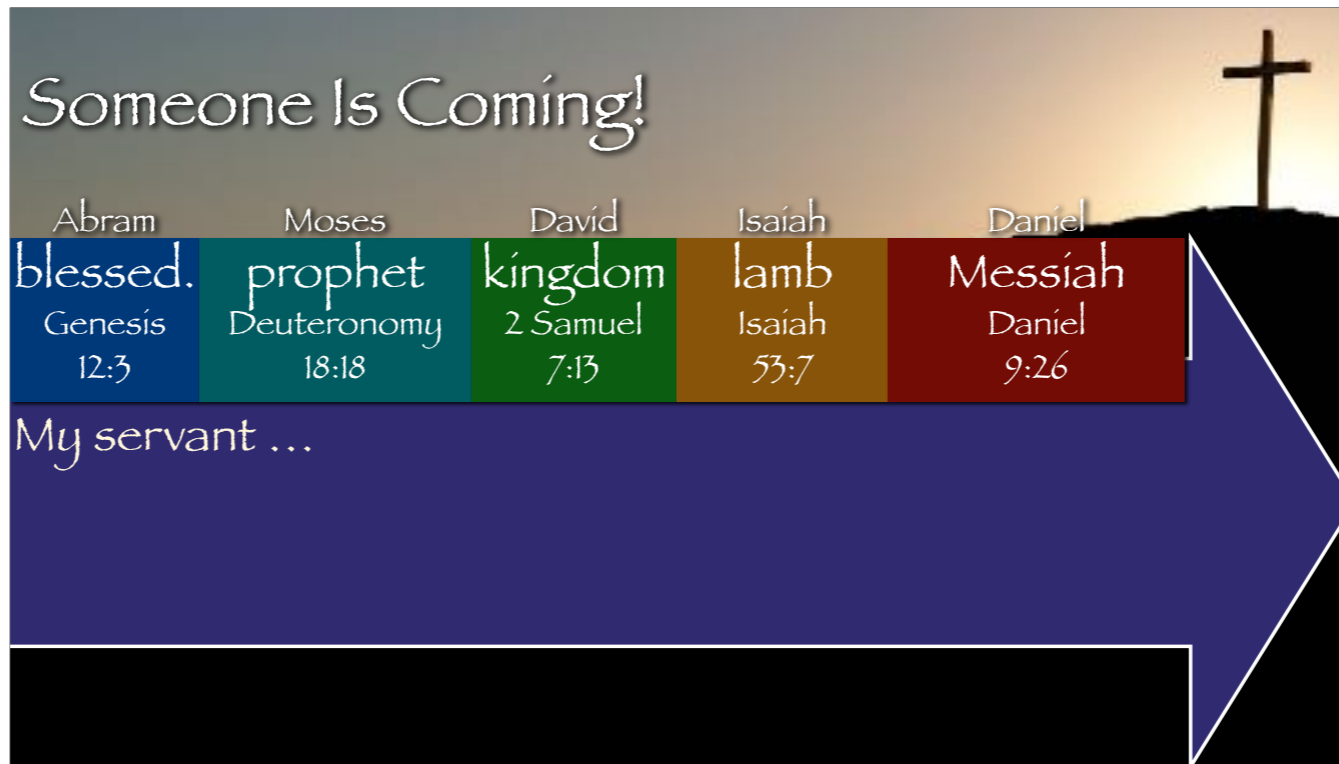 Someone Is Coming!
Abram Moses David Isaiah Daniel
blessed. prophet kingdom lamb Messiah
Genesis Deuteronomy 2 Samuel Isaiah Daniel
12:3 18:18 7:13 53:7 9:26
My servant ...